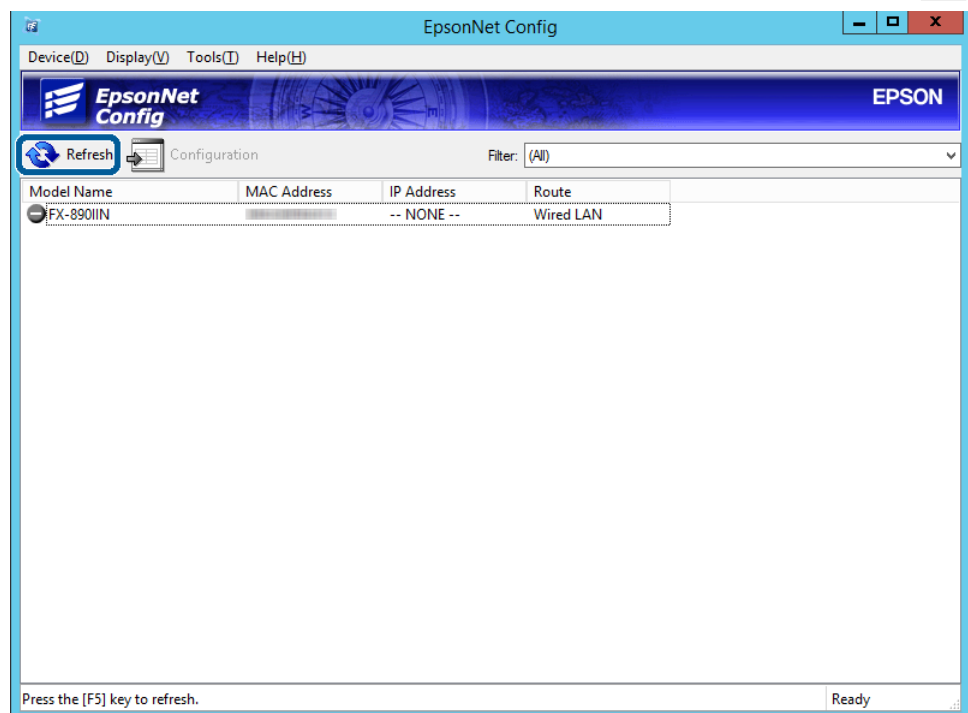 EpsonNet Config
Device(D) Display(V) Tools(T) Help(H)
EpsonNet
Config
EPSON
Refresh Configuration Filter: (All)
Model Name MAC Address IP Address Route
FX-890IIN -- NONE -- Wired LAN
Press the [F5] key to refresh. Ready